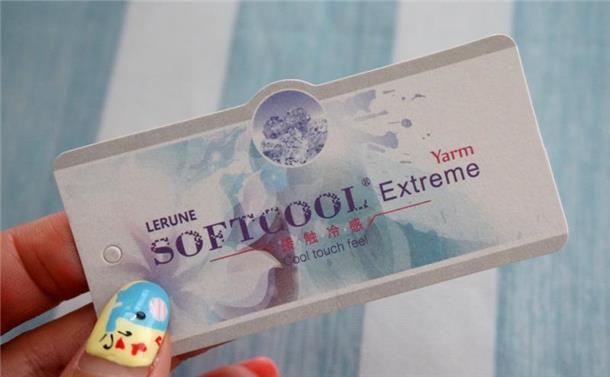 Yarm
LERUNE
SOFTCOOL® Extreme
接触冷感
Cool touch feel